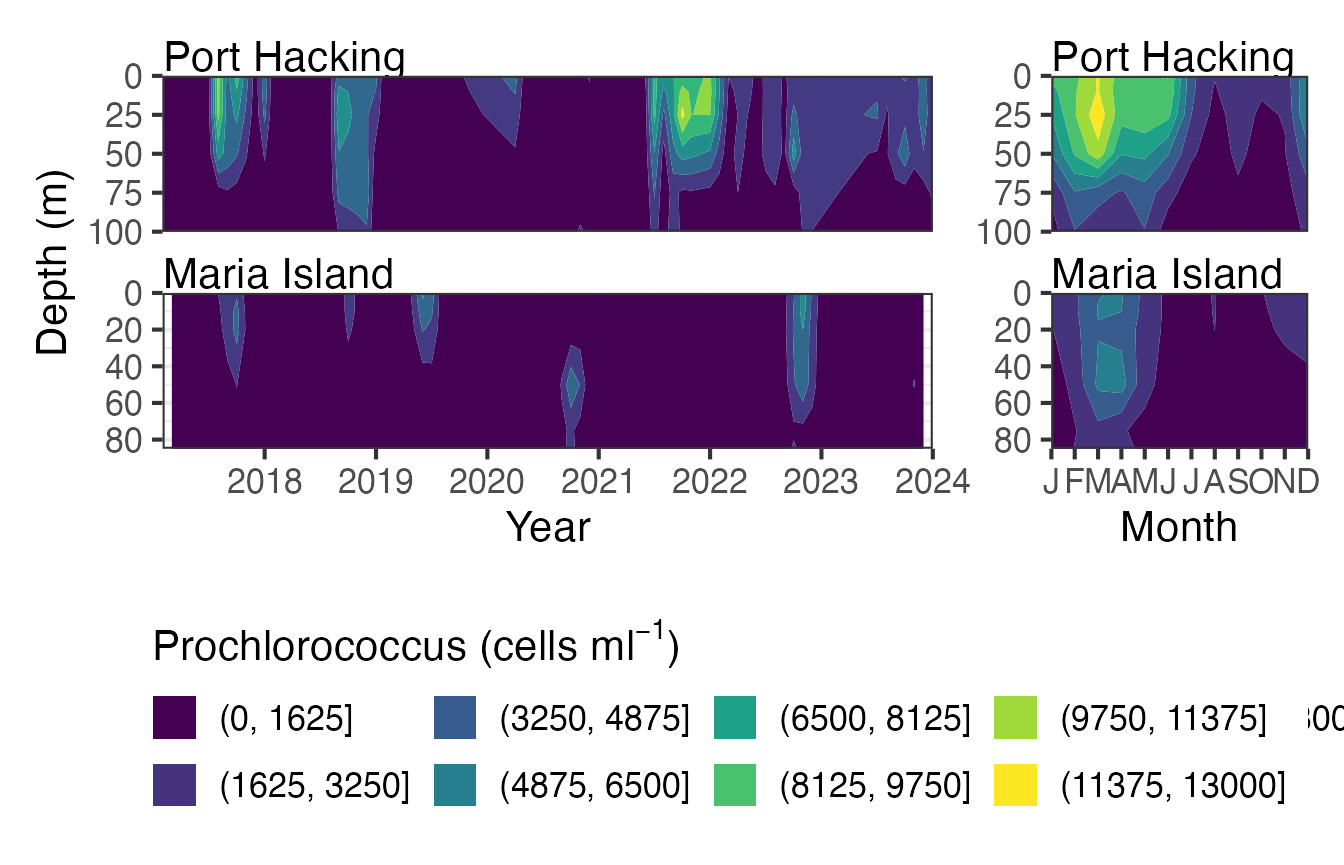 Port Hacking
Port Hacking
0
25
50
75
100
0
25
50
75
100
Depth (m)
Maria Island
Maria Island
0
20
40
60
80
0
20
40
60
80
2018 2019 2020 2021 2022 2023 2024
J F M A M J J A S O N D
Year
Month
Prochlorococcus (cells ml⁻¹)
(0, 1625] (3250, 4875] (6500, 8125] (9750, 11375]
(1625, 3250] (4875, 6500] (8125, 9750] (11375, 13000]